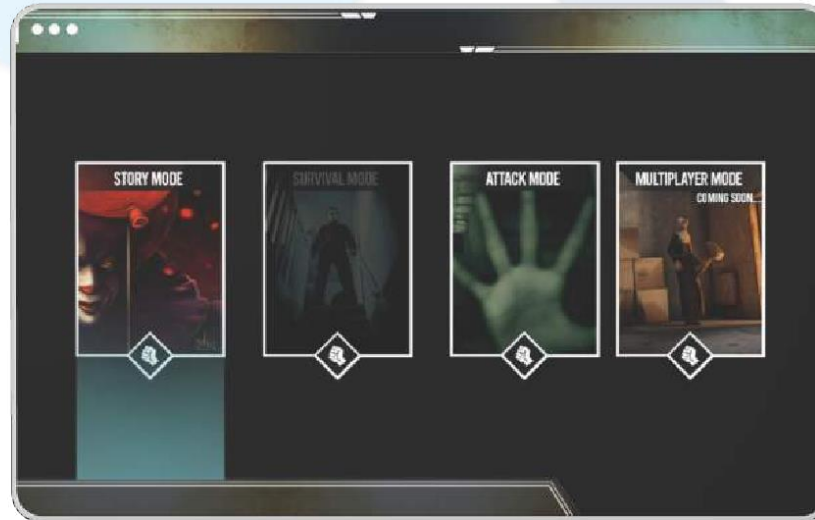 STORY MODE
SURVIVAL MODE
ATTACK MODE
MULTIPLAYER MODE
COMING SOON